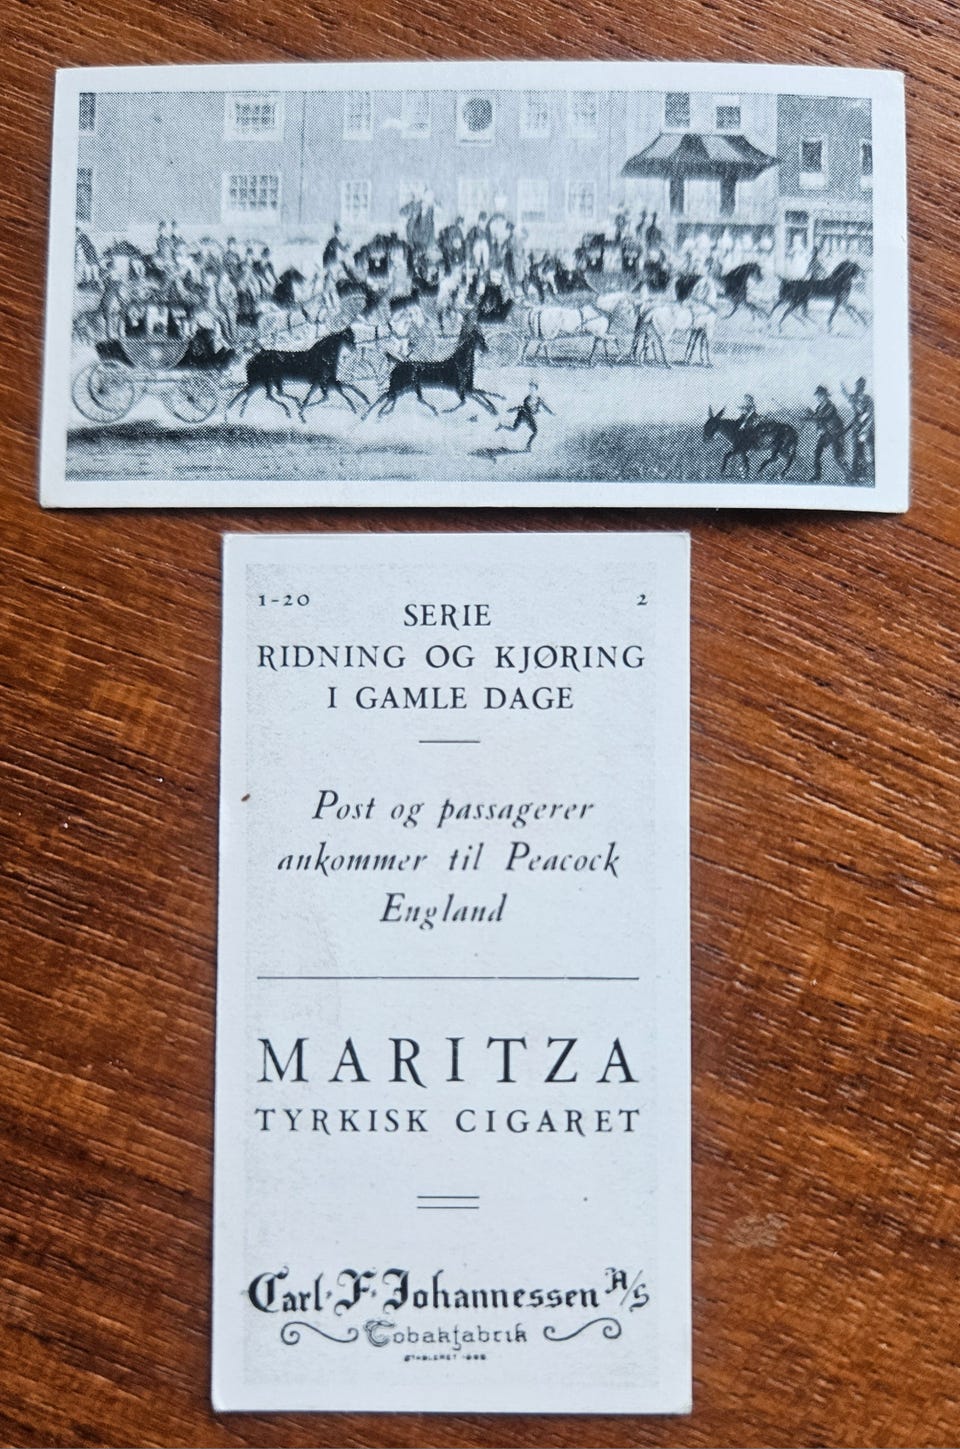 1-20 2
SERIE
RIDNING OG KJØRING
I GAMLE DAGE
Post og passagerer
ankommer til Peacock
England
MARITZA
TYRKISK CIGARET
Carl·F·Johannessen A/S
Tobakfabrik